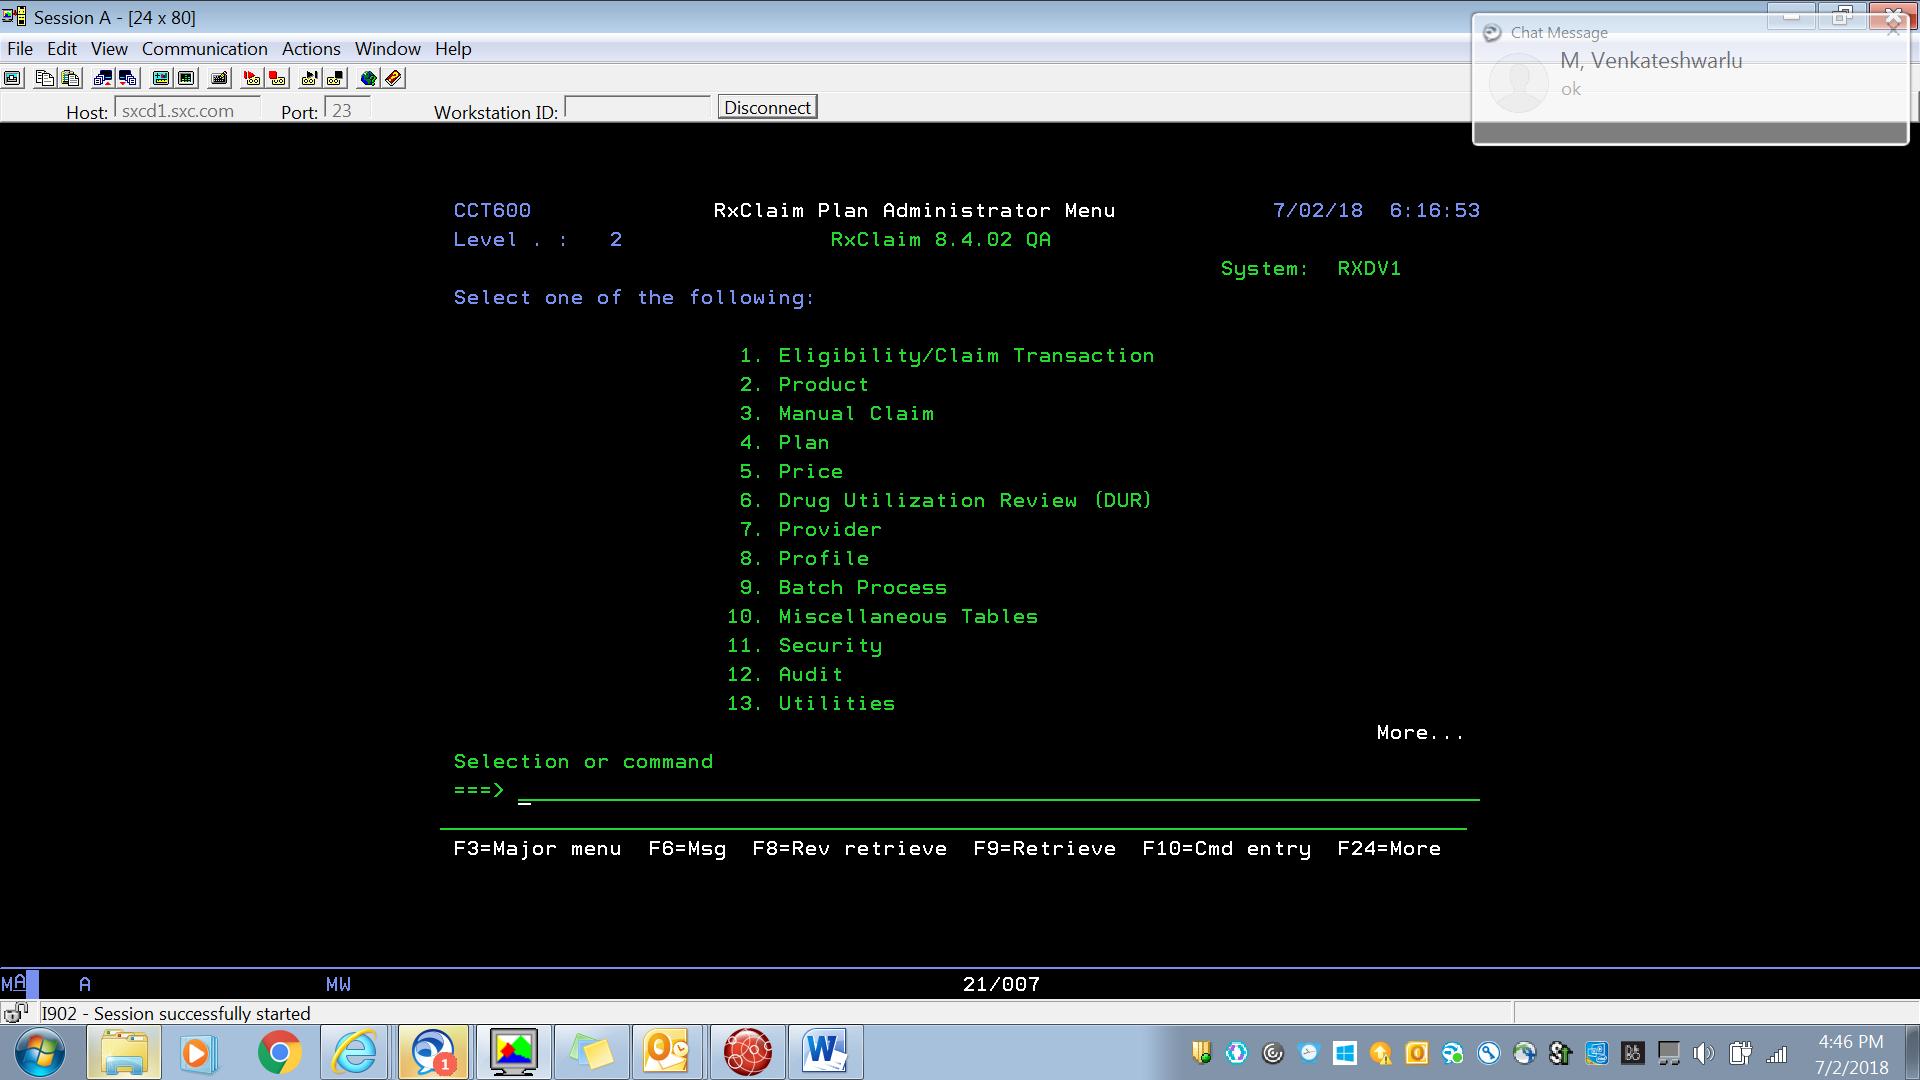 Session A - [24 x 80]
File Edit View Communication Actions Window Help
Chat Message
M, Venkateshwarlu
ok
Host: sxcd1.sxc.com Port: 23 Workstation ID: Disconnect
CCT600 RxClaim Plan Administrator Menu 7/02/18 6:16:53
Level . : 2 RxClaim 8.4.02 QA
System: RXDV1
Select one of the following:
1. Eligibility/Claim Transaction
2. Product
3. Manual Claim
4. Plan
5. Price
6. Drug Utilization Review (DUR)
7. Provider
8. Profile
9. Batch Process
10. Miscellaneous Tables
11. Security
12. Audit
13. Utilities
More...
Selection or command
===>
F3=Major menu F6=Msg F8=Rev retrieve F9=Retrieve F10=Cmd entry F24=More
MA A MW 21/007
I902 - Session successfully started
1
4:46 PM
7/2/2018